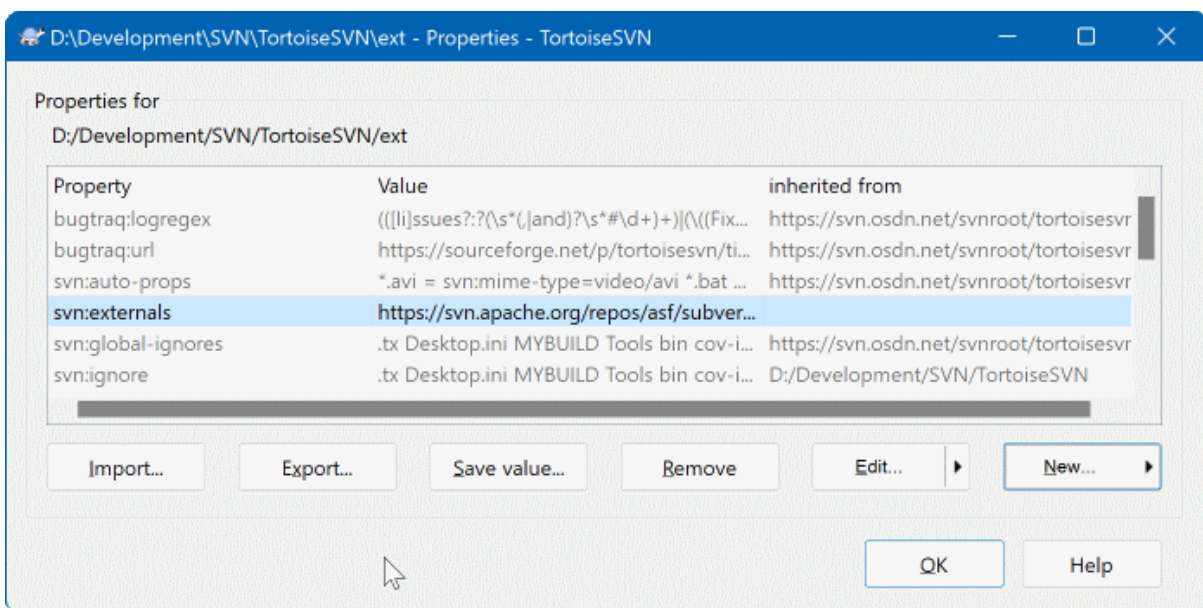 D:\Development\SVN\TortoiseSVN\ext - Properties - TortoiseSVN
Properties for
D:/Development/SVN/TortoiseSVN/ext
Property Value inherited from
bugtraq:logregex (([Ii]ssues?:?(\s*(,|and)?\s*#\d+)+)|(\((Fix... https://svn.osdn.net/svnroot/tortoisesvr
bugtraq:url https://sourceforge.net/p/tortoisesvn/ti... https://svn.osdn.net/svnroot/tortoisesvr
svn:auto-props *.avi = svn:mime-type=video/avi *.bat ... https://svn.osdn.net/svnroot/tortoisesvr
svn:externals https://svn.apache.org/repos/asf/subver...
svn:global-ignores .tx Desktop.ini MYBUILD Tools bin cov-i... https://svn.osdn.net/svnroot/tortoisesvr
svn:ignore .tx Desktop.ini MYBUILD Tools bin cov-i... D:/Development/SVN/TortoiseSVN
Import... Export... Save value... Remove Edit... New...
OK Help